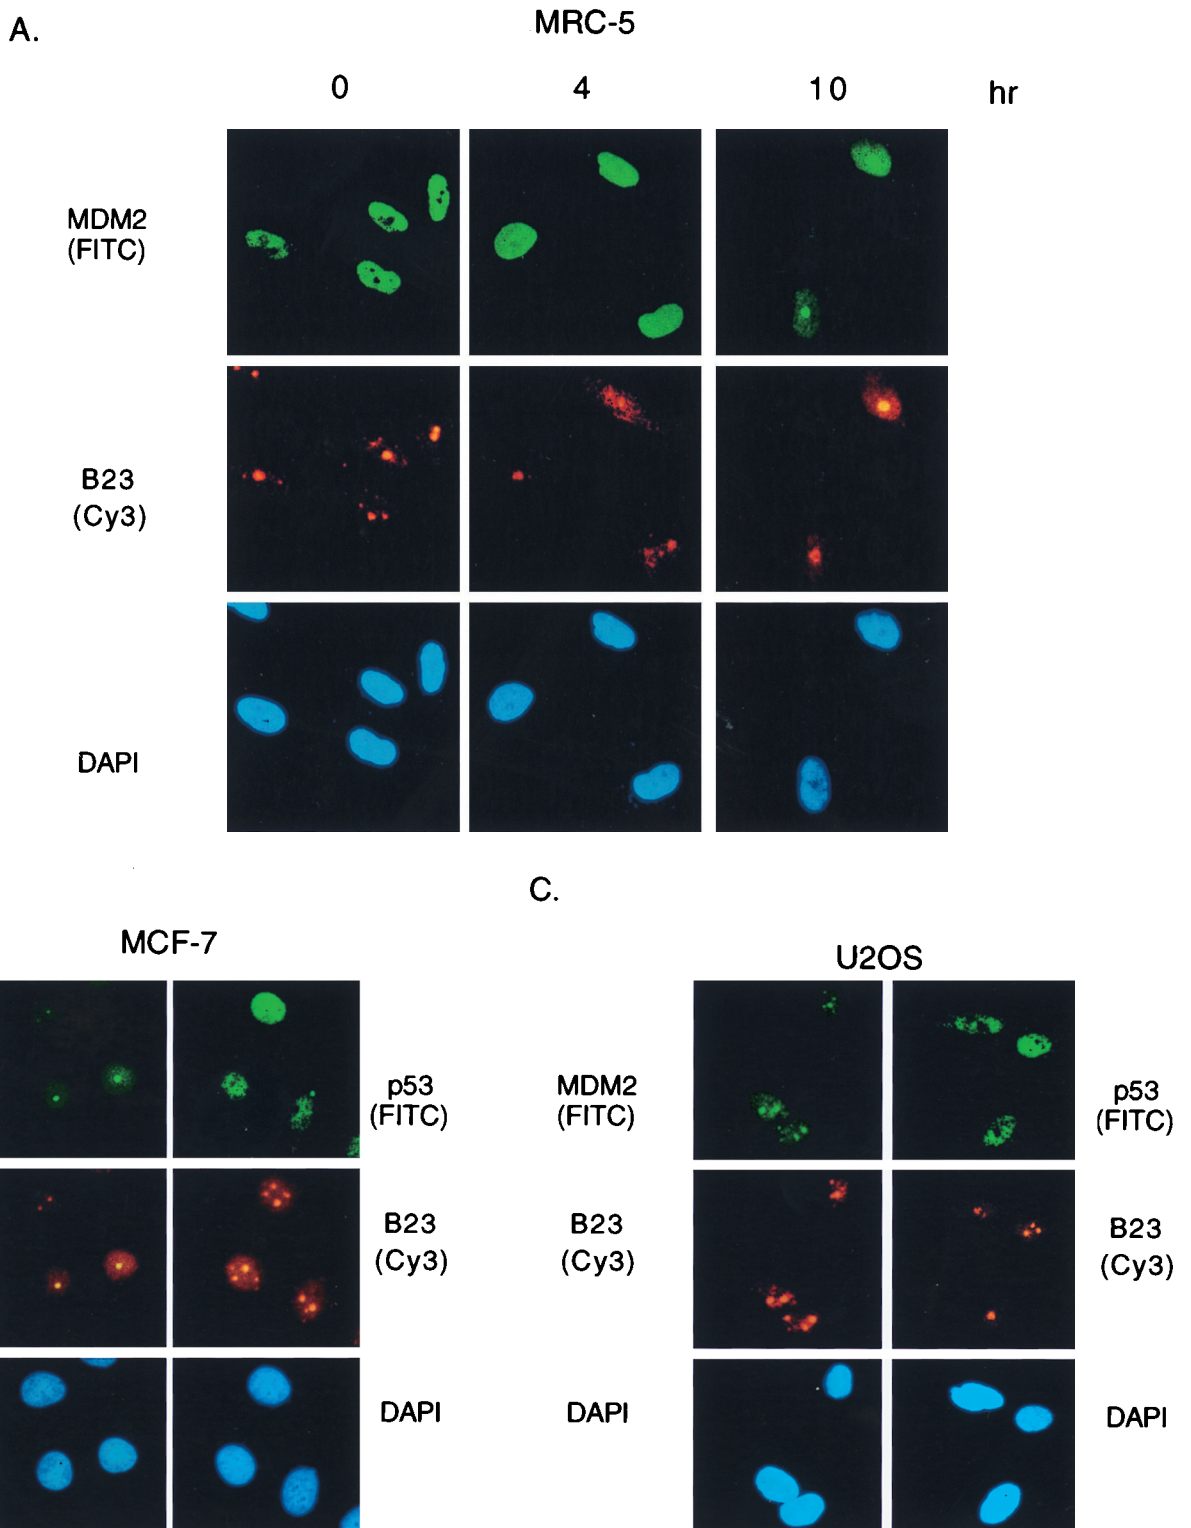 A.
MRC-5
0 4 10 hr
MDM2
(FITC)
B23
(Cy3)
DAPI
C.
MCF-7
U2OS
p53
(FITC)
MDM2
(FITC)
p53
(FITC)
B23
(Cy3)
B23
(Cy3)
B23
(Cy3)
DAPI
DAPI
DAPI